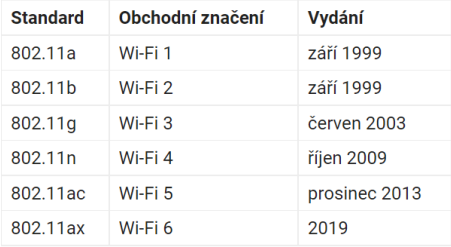 Standard Obchodní značení Vydání
802.11a Wi-Fi 1 září 1999
802.11b Wi-Fi 2 září 1999
802.11g Wi-Fi 3 červen 2003
802.11n Wi-Fi 4 říjen 2009
802.11ac Wi-Fi 5 prosinec 2013
802.11ax Wi-Fi 6 2019